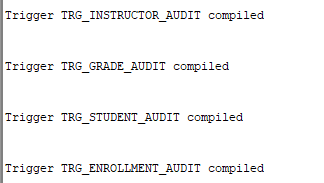 Trigger TRG_INSTRUCTOR_AUDIT compiled
Trigger TRG_GRADE_AUDIT compiled
Trigger TRG_STUDENT_AUDIT compiled
Trigger TRG_ENROLLMENT_AUDIT compiled